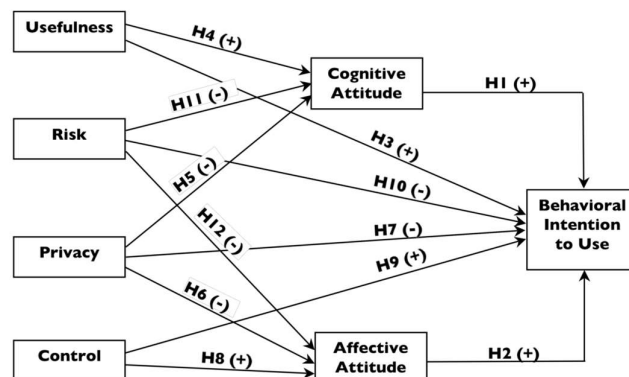 Usefulness
H4 (+)
Cognitive
Attitude
H1 (+)
H11 (-)
Risk
H3 (+)
H5 (-)
H10 (-)
H12 (-)
Behavioral
Intention
to Use
Privacy
H7 (-)
H9 (+)
H6 (-)
Control
H8 (+)
Affective
Attitude
H2 (+)